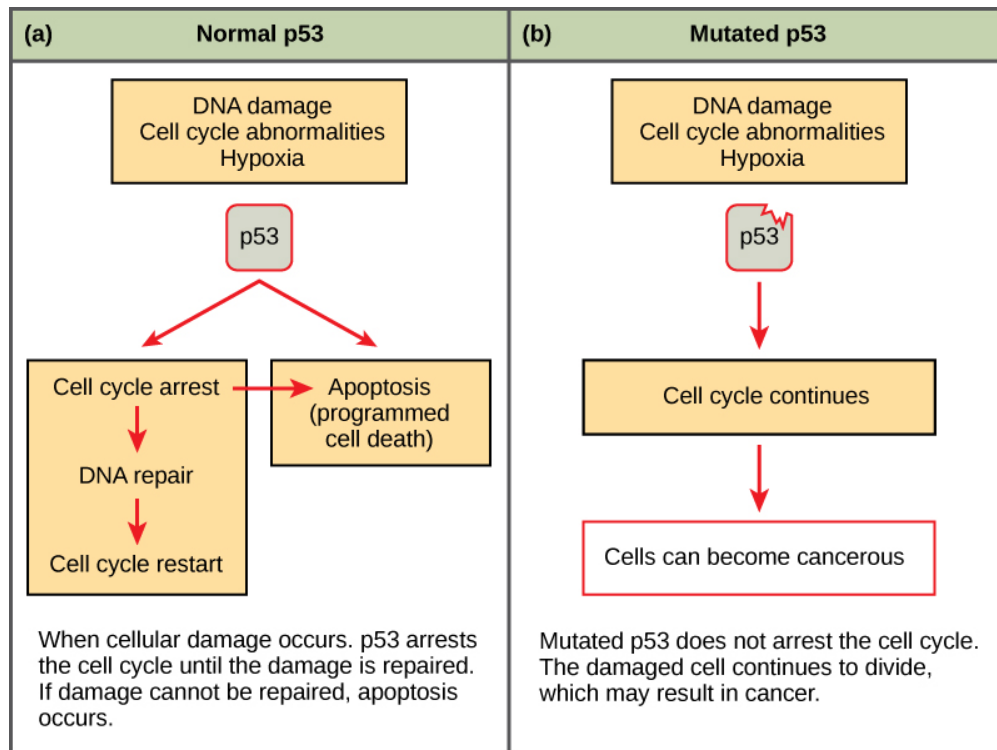 (a) Normal p53
DNA damage
Cell cycle abnormalities
Hypoxia
p53
Cell cycle arrest
Apoptosis
(programmed
cell death)
DNA repair
Cell cycle restart
When cellular damage occurs. p53 arrests
the cell cycle until the damage is repaired.
If damage cannot be repaired, apoptosis
occurs.
(b) Mutated p53
DNA damage
Cell cycle abnormalities
Hypoxia
p53
Cell cycle continues
Cells can become cancerous
Mutated p53 does not arrest the cell cycle.
The damaged cell continues to divide,
which may result in cancer.